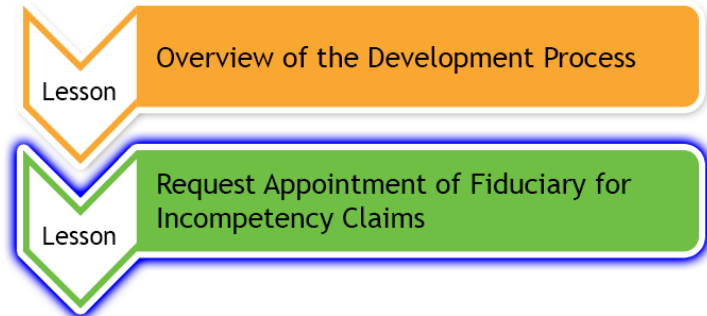 Overview of the Development Process
Lesson
Request Appointment of Fiduciary for
Incompetency Claims
Lesson